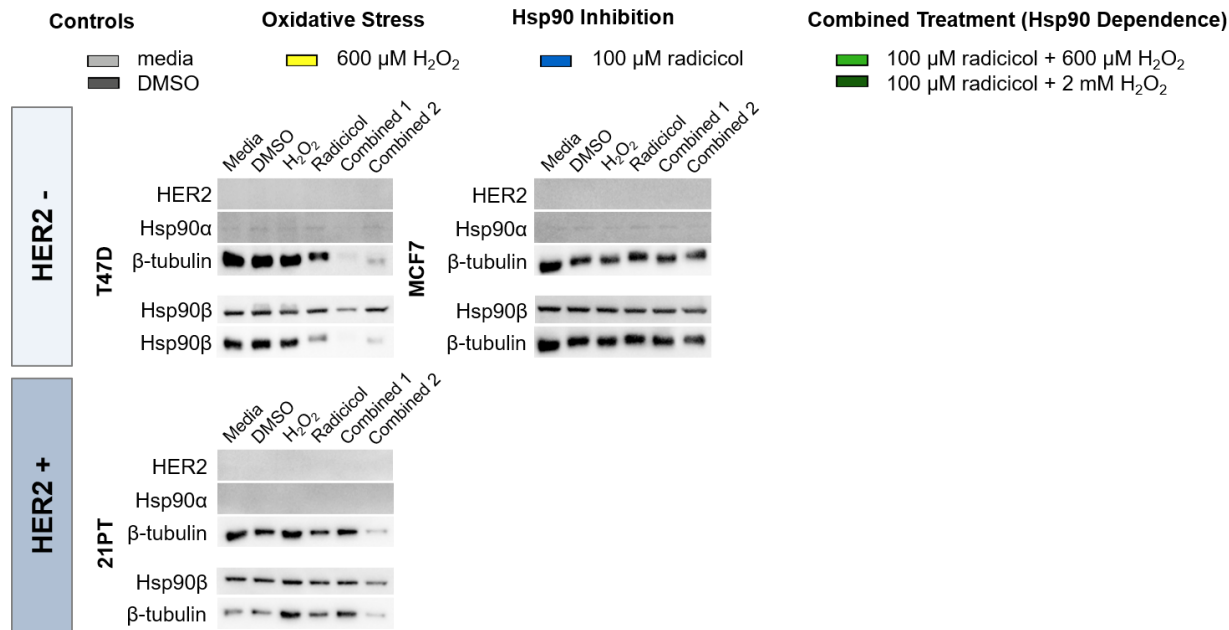 Controls
media
DMSO
Oxidative Stress
600 µM H₂O₂
Hsp90 Inhibition
100 µM radicicol
Combined Treatment (Hsp90 Dependence)
100 µM radicicol + 600 µM H₂O₂
100 µM radicicol + 2 mM H₂O₂
HER2 -
T47D
Media
DMSO
H₂O₂
Radicicol
Combined 1
Combined 2
HER2
Hsp90α
β-tubulin
Hsp90β
Hsp90β
MCF7
Media
DMSO
H₂O₂
Radicicol
Combined 1
Combined 2
HER2
Hsp90α
β-tubulin
Hsp90β
β-tubulin
HER2 +
21PT
Media
DMSO
H₂O₂
Radicicol
Combined 1
Combined 2
HER2
Hsp90α
β-tubulin
Hsp90β
β-tubulin